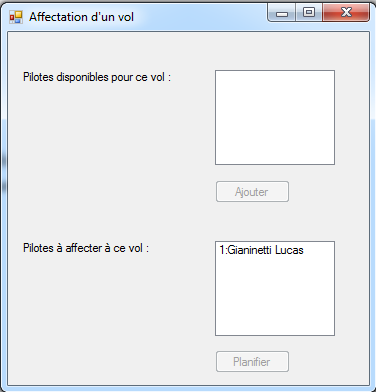 Affectation d'un vol
Pilotes disponibles pour ce vol :
Ajouter
Pilotes à affecter à ce vol :
1:Gianinetti Lucas
Planifier